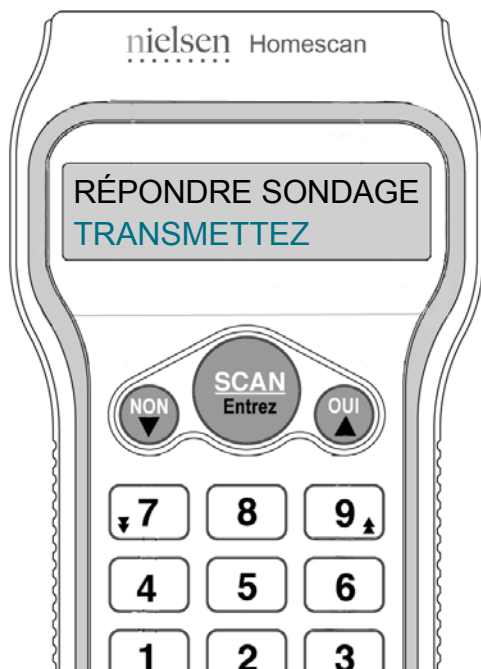 nielsen Homescan
RÉPONDRE SONDAGE
TRANSMETTEZ
SCAN
Entrez
NON
OUI
7 8 9
4 5 6
1 2 3